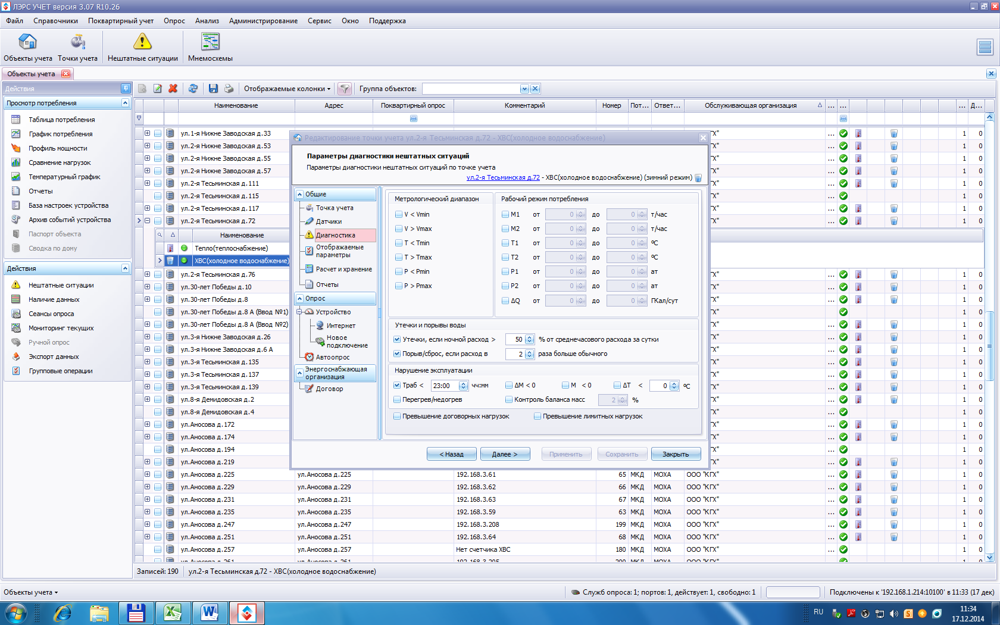 ЛЭРС УЧЕТ версия 3.07 R10.26
Файл Справочники Поквартирный учет Опрос Анализ Администрирование Сервис Окно Поддержка
Объекты учета Точки учета Нештатные ситуации Мнемосхемы
Объекты учета
Действия
Просмотр потребления
Таблица потребления
График потребления
Профиль мощности
Сравнение нагрузок
Температурный график
Отчеты
База настроек устройства
Архив событий устройства
Паспорт объекта
Сводка по дому
Действия
Нештатные ситуации
Наличие данных
Сеансы опроса
Мониторинг текущих
Ручной опрос
Экспорт данных
Групповые операции
Отображаемые колонки Группа объектов:
Наименование Адрес Поквартирный опрос Комментарий Номер Пот... Ответ... Обслуживающая организация ... ... ... Д...
ул.1-я Нижне Заводская д.33 ГХ" ... 1 0
ул.2-я Нижне Заводская д.53 ГХ" ... 1 0
ул.2-я Нижне Заводская д.55 ГХ" ... 1 0
ул.2-я Нижне Заводская д.57 ГХ" ... 1 0
ул.2-я Тесьминская д.111 ГХ" ... 1 0
ул.2-я Тесьминская д.115 ГХ" ... 1 0
ул.2-я Тесьминская д.117 ГХ" ... 1 0
ул.2-я Тесьминская д.72 ГХ" ... 1 0
Наименование
Тепло(теплоснабжение)
ХВС(холодное водоснабжение)
ул.2-я Тесьминская д.76 ГХ" ... 1 0
ул.30-лет Победы д.10 ГХ" ... 1 0
ул.30-лет Победы д.8 ГХ" ... 1 0
ул.30-лет Победы д.8 А (Ввод №1) ГХ" ... 1 0
ул.30-лет Победы д.8 А (Ввод №2) ГХ" ... 1 0
ул.3-я Нижне Заводская д.26 ГХ" ... 1 0
ул.3-я Нижне Заводская д.6 А ГХ" ... 1 0
ул.3-я Тесьминская д.135 ГХ" ... 1 0
ул.3-я Тесьминская д.137 ГХ" ... 1 0
ул.3-я Тесьминская д.139 ГХ" ... 1 0
ул.8-я Демидовская д.2 ГХ" ... 1 0
ул.8-я Демидовская д.4 ГХ" ... 1 0
ул.Аносова д.172 ГХ" ... 1 0
ул.Аносова д.174 ГХ" ... 1 0
ул.Аносова д.194 ГХ" ... 1 0
ул.Аносова д.219 ГХ" ... 1 0
ул.Аносова д.225 ул.Аносова д.225 192.168.3.61 65 МКД МОХА ООО "КГХ" ... 1 0
ул.Аносова д.229 ул.Аносова д.229 192.168.3.62 66 МКД МОХА ООО "КГХ" ... 1 0
ул.Аносова д.231 ул.Аносова д.231 192.168.3.63 67 МКД МОХА ООО "КГХ" ... 1 0
ул.Аносова д.235 ул.Аносова д.235 192.168.3.59 63 МКД МОХА ООО "КГХ" ... 1 0
ул.Аносова д.247 ул.Аносова д.247 192.168.3.208 199 МКД МОХА ООО "КГХ" ... 1 0
ул.Аносова д.251 ул.Аносова д.251 192.168.3.64 68 МКД МОХА ООО "КГХ" ... 1 0
ул.Аносова д.257 ул.Аносова д.257 Нет счетчика ХВС 180 МКД МОХА ООО "КГХ" ... 1 0
ул.Аносова д.261 ул.Аносова д.261 192.168.3.205 200 МКД МОХА ООО "КГХ" ... 1 0
Редактирование точки учета ул.2-я Тесьминская д.72 - ХВС(холодное водоснабжение)
Параметры диагностики нештатных ситуаций
Параметры диагностики нештатных ситуаций по точке учета
ул.2-я Тесьминская д.72 - ХВС(холодное водоснабжение) (зимний режим)
Общие
Точка учета
Датчики
Диагностика
Отображаемые
параметры
Расчет и хранение
Отчеты
Опрос
Устройство
Интернет
Новое
подключение
Автоопрос
Энергоснабжающая
организация
Договор
Метрологический диапазон
V < Vmin
V > Vmax
T < Tmin
T > Tmax
P < Pmin
P > Pmax
Рабочий режим потребления
M1 от 0 до 0 т/час
M2 от 0 до 0 т/час
T1 от 0 до 0 ºC
T2 от 0 до 0 ºC
P1 от 0 до 0 ат
P2 от 0 до 0 ат
ΔQ от 0 до 0 ГКал/сут
Утечки и порывы воды
Утечки, если ночной расход > 50 % от среднечасового расхода за сутки
Порыв/сброс, если расход в 2 раза больше обычного
Нарушение эксплуатации
Tраб < 23:00 чч:мм ΔM < 0 M < 0 ΔT < 0 ºC
Перегрев/недогрев Контроль баланса масс 2 %
Превышение договорных нагрузок Превышение лимитных нагрузок
< Назад Далее > Применить Сохранить Закрыть
Записей: 190 ул.2-я Тесьминская д.72 - ХВС(холодное водоснабжение)
Объекты учета Служб опроса: 1; портов: 1, действует: 1, свободно: 1 Подключены к '192.168.1.214:10100' в 11:33 (17 дек)
RU 11:34
17.12.2014